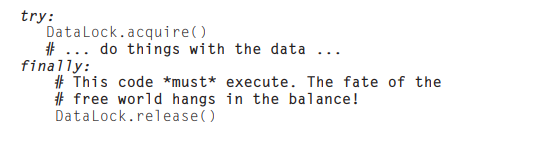 try:
DataLock.acquire()
# ... do things with the data ...
finally:
# This code *must* execute. The fate of the
# free world hangs in the balance!
DataLock.release()